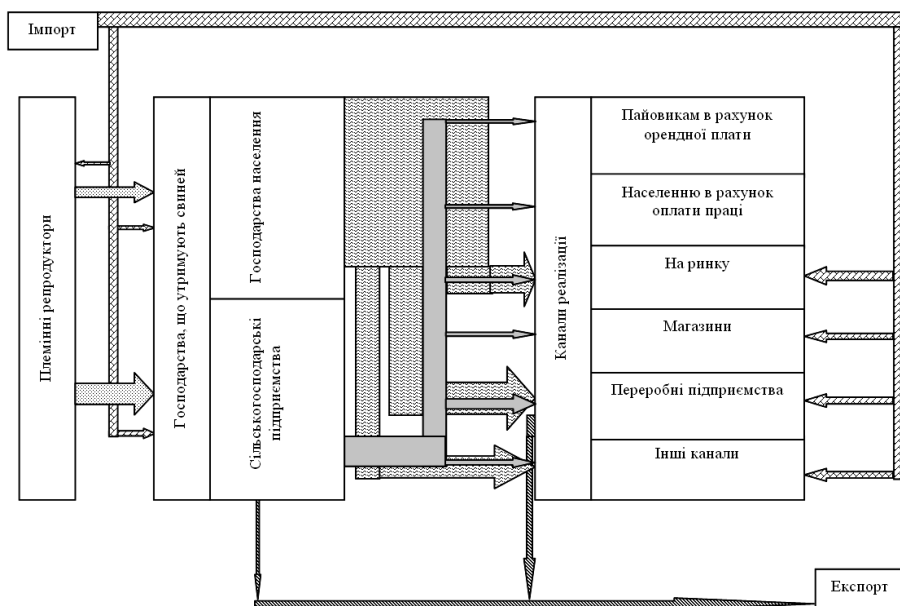 Імпорт
Племінні репродуктори
Господарства, що утримують свиней
Господарства населення
Сільськогосподарські
підприємства
Канали реалізації
Пайовикам в рахунок
орендної плати
Населенню в рахунок
оплати праці
На ринку
Магазини
Переробні підприємства
Інші канали
Експорт